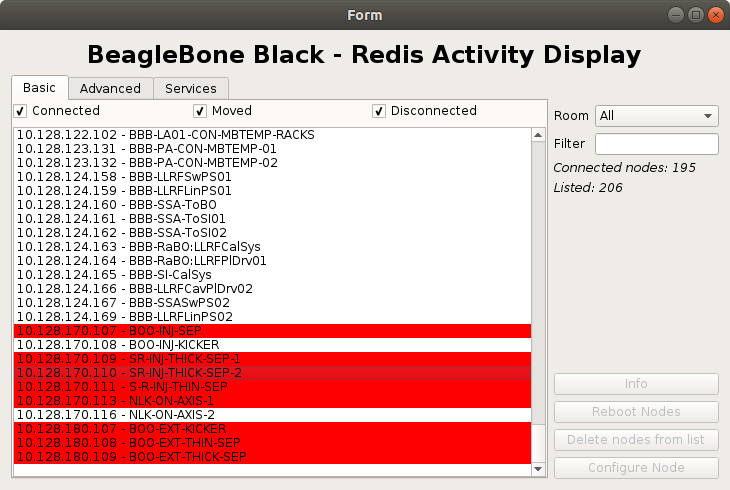 Form
BeagleBone Black - Redis Activity Display
Basic
Advanced
Services
Connected
Moved
Disconnected
Room
All
Filter
Connected nodes: 195
Listed: 206
10.128.122.102 - BBB-LA01-CON-MBTEMP-RACKS
10.128.123.131 - BBB-PA-CON-MBTEMP-01
10.128.123.132 - BBB-PA-CON-MBTEMP-02
10.128.124.158 - BBB-LLRFSwPS01
10.128.124.159 - BBB-LLRFLinPS01
10.128.124.160 - BBB-SSA-ToBO
10.128.124.161 - BBB-SSA-ToSI01
10.128.124.162 - BBB-SSA-ToSI02
10.128.124.163 - BBB-RaBO:LLRFCalSys
10.128.124.164 - BBB-RaBO:LLRFPlDrv01
10.128.124.165 - BBB-SI-CalSys
10.128.124.166 - BBB-LLRFCavPlDrv02
10.128.124.167 - BBB-SSASwPS02
10.128.124.169 - BBB-LLRFLinPS02
10.128.170.107 - BOO-INJ-SEP
10.128.170.108 - BOO-INJ-KICKER
10.128.170.109 - SR-INJ-THICK-SEP-1
10.128.170.110 - SR-INJ-THICK-SEP-2
10.128.170.111 - S-R-INJ-THIN-SEP
10.128.170.113 - NLK-ON-AXIS-1
10.128.170.116 - NLK-ON-AXIS-2
10.128.180.107 - BOO-EXT-KICKER
10.128.180.108 - BOO-EXT-THIN-SEP
10.128.180.109 - BOO-EXT-THICK-SEP
Info
Reboot Nodes
Delete nodes from list
Configure Node